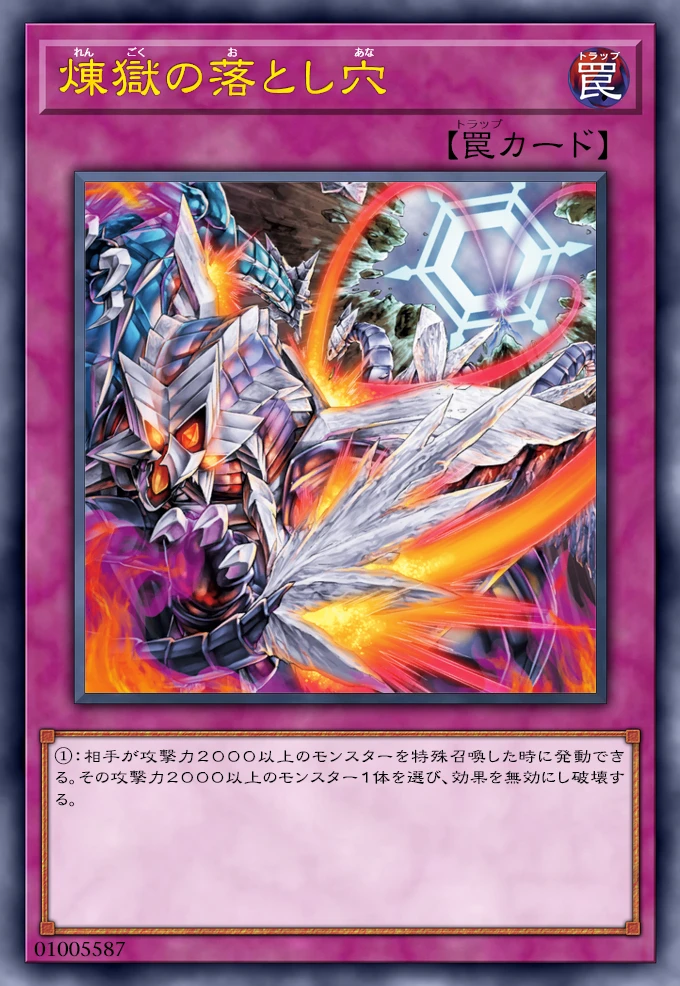 れんごくおあな
煉獄の落とし穴
トラップ
罠
トラップ
【罠カード】
①：相手が攻撃力２０００以上のモンスターを特殊召喚した時に発動でき
る。その攻撃力２０００以上のモンスター１体を選び、効果を無効にし破壊す
る。
01005587